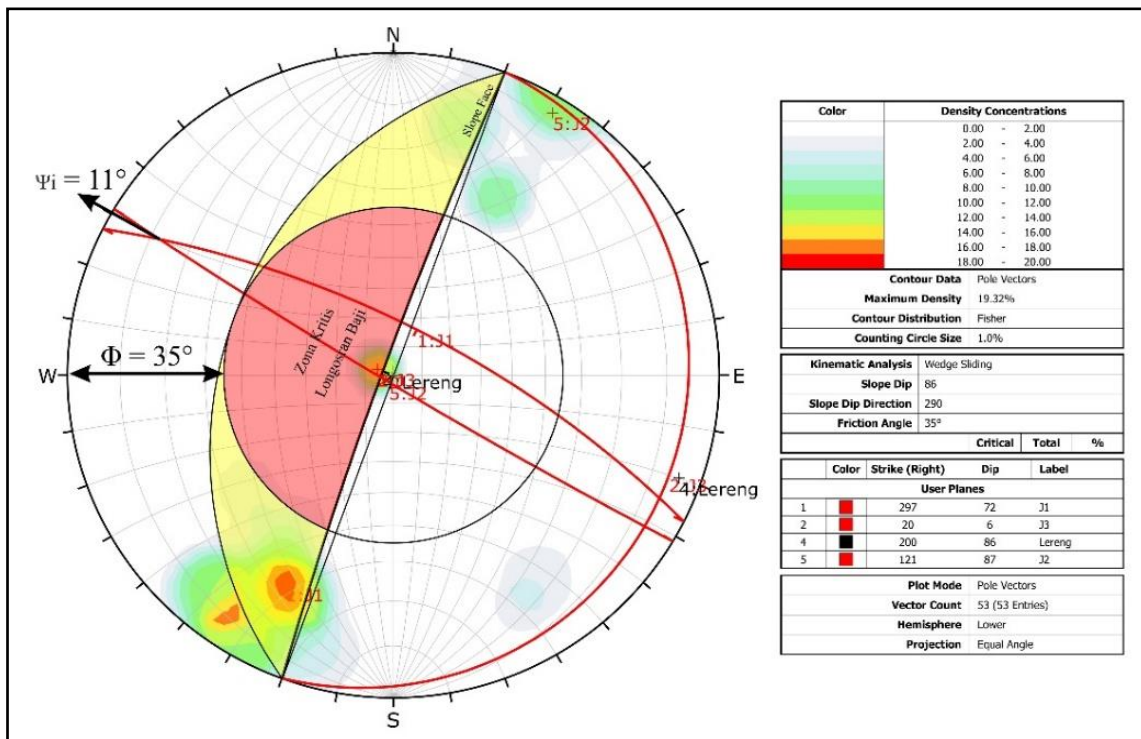 N
Slope Face
5:J2
Ψi = 11°
Zona Kritis
Longosran Baji
1:J1
W
Φ = 35°
Lereng
5:J2
E
2:J3
4:Lereng
J1
S
Color Density Concentrations
0.00 - 2.00
2.00 - 4.00
4.00 - 6.00
6.00 - 8.00
8.00 - 10.00
10.00 - 12.00
12.00 - 14.00
14.00 - 16.00
16.00 - 18.00
18.00 - 20.00
Contour Data Pole Vectors
Maximum Density 19.32%
Contour Distribution Fisher
Counting Circle Size 1.0%
Kinematic Analysis Wedge Sliding
Slope Dip 86
Slope Dip Direction 290
Friction Angle 35°
Critical Total %
Color Strike (Right) Dip Label
User Planes
1 297 72 J1
2 20 6 J3
4 200 86 Lereng
5 121 87 J2
Plot Mode Pole Vectors
Vector Count 53 (53 Entries)
Hemisphere Lower
Projection Equal Angle